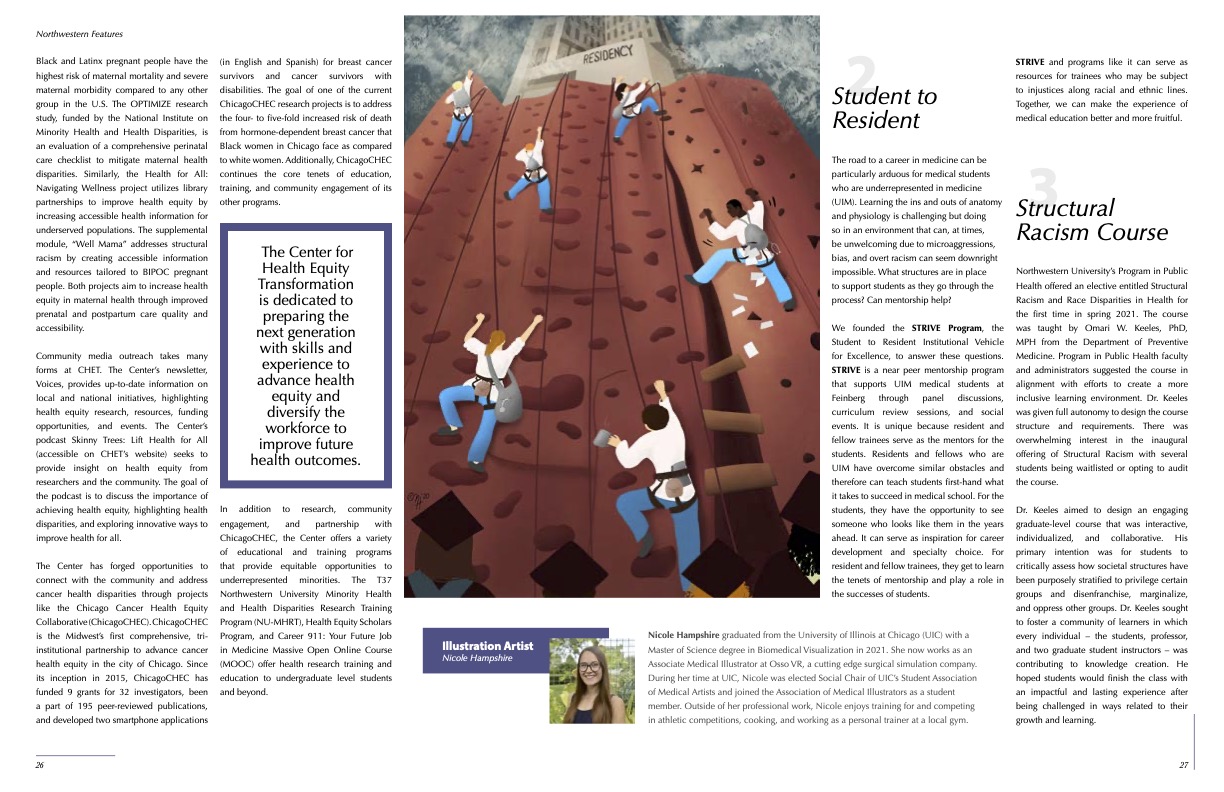 Northwestern Features
Black and Latinx pregnant people have the
highest risk of maternal mortality and severe
maternal morbidity compared to any other
group in the U.S. The OPTIMIZE research
study, funded by the National Institute on
Minority Health and Health Disparities, is
an evaluation of a comprehensive perinatal
care checklist to mitigate maternal health
disparities. Similarly, the Health for All:
Navigating Wellness project utilizes library
partnerships to improve health equity by
increasing accessible health information for
underserved populations. The supplemental
module, “Well Mama” addresses structural
racism by creating accessible information
and resources tailored to BIPOC pregnant
people. Both projects aim to increase health
equity in maternal health through improved
prenatal and postpartum care quality and
accessibility.
Community media outreach takes many
forms at CHET. The Center’s newsletter,
Voices, provides up-to-date information on
local and national initiatives, highlighting
health equity research, resources, funding
opportunities, and events. The Center’s
podcast Skinny Trees: Lift Health for All
(accessible on CHET’s website) seeks to
provide insight on health equity from
researchers and the community. The goal of
the podcast is to discuss the importance of
achieving health equity, highlighting health
disparities, and exploring innovative ways to
improve health for all.
The Center has forged opportunities to
connect with the community and address
cancer health disparities through projects
like the Chicago Cancer Health Equity
Collaborative (ChicagoCHEC). ChicagoCHEC
is the Midwest’s first comprehensive, tri-
institutional partnership to advance cancer
health equity in the city of Chicago. Since
its inception in 2015, ChicagoCHEC has
funded 9 grants for 32 investigators, been
a part of 195 peer-reviewed publications,
and developed two smartphone applications
(in English and Spanish) for breast cancer
survivors and cancer survivors with
disabilities. The goal of one of the current
ChicagoCHEC research projects is to address
the four- to five-fold increased risk of death
from hormone-dependent breast cancer that
Black women in Chicago face as compared
to white women. Additionally, ChicagoCHEC
continues the core tenets of education,
training, and community engagement of its
other programs.
The Center for
Health Equity
Transformation
is dedicated to
preparing the
next generation
with skills and
experience to
advance health
equity and
diversify the
workforce to
improve future
health outcomes.
In addition to research, community
engagement, and partnership with
ChicagoCHEC, the Center offers a variety
of educational and training programs
that provide equitable opportunities to
underrepresented minorities. The T37
Northwestern University Minority Health
and Health Disparities Research Training
Program (NU-MHRT), Health Equity Scholars
Program, and Career 911: Your Future Job
in Medicine Massive Open Online Course
(MOOC) offer health research training and
education to undergraduate level students
and beyond.
RESIDENCY
Illustration Artist
Nicole Hampshire
Nicole Hampshire graduated from the University of Illinois at Chicago (UIC) with a
Master of Science degree in Biomedical Visualization in 2021. She now works as an
Associate Medical Illustrator at Osso VR, a cutting edge surgical simulation company.
During her time at UIC, Nicole was elected Social Chair of UIC’s Student Association
of Medical Artists and joined the Association of Medical Illustrators as a student
member. Outside of her professional work, Nicole enjoys training for and competing
in athletic competitions, cooking, and working as a personal trainer at a local gym.
2
Student to
Resident
The road to a career in medicine can be
particularly arduous for medical students
who are underrepresented in medicine
(UIM). Learning the ins and outs of anatomy
and physiology is challenging but doing
so in an environment that can, at times,
be unwelcoming due to microaggressions,
bias, and overt racism can seem downright
impossible. What structures are in place
to support students as they go through the
process? Can mentorship help?
We founded the STRIVE Program, the
Student to Resident Institutional Vehicle
for Excellence, to answer these questions.
STRIVE is a near peer mentorship program
that supports UIM medical students at
Feinberg through panel discussions,
curriculum review sessions, and social
events. It is unique because resident and
fellow trainees serve as the mentors for the
students. Residents and fellows who are
UIM have overcome similar obstacles and
therefore can teach students first-hand what
it takes to succeed in medical school. For the
students, they have the opportunity to see
someone who looks like them in the years
ahead. It can serve as inspiration for career
development and specialty choice. For
resident and fellow trainees, they get to learn
the tenets of mentorship and play a role in
the successes of students.
STRIVE and programs like it can serve as
resources for trainees who may be subject
to injustices along racial and ethnic lines.
Together, we can make the experience of
medical education better and more fruitful.
3
Structural
Racism Course
Northwestern University’s Program in Public
Health offered an elective entitled Structural
Racism and Race Disparities in Health for
the first time in spring 2021. The course
was taught by Omari W. Keeles, PhD,
MPH from the Department of Preventive
Medicine. Program in Public Health faculty
and administrators suggested the course in
alignment with efforts to create a more
inclusive learning environment. Dr. Keeles
was given full autonomy to design the course
structure and requirements. There was
overwhelming interest in the inaugural
offering of Structural Racism with several
students being waitlisted or opting to audit
the course.
Dr. Keeles aimed to design an engaging
graduate-level course that was interactive,
individualized, and collaborative. His
primary intention was for students to
critically assess how societal structures have
been purposely stratified to privilege certain
groups and disenfranchise, marginalize,
and oppress other groups. Dr. Keeles sought
to foster a community of learners in which
every individual – the students, professor,
and two graduate student instructors – was
contributing to knowledge creation. He
hoped students would finish the class with
an impactful and lasting experience after
being challenged in ways related to their
growth and learning.
26
27